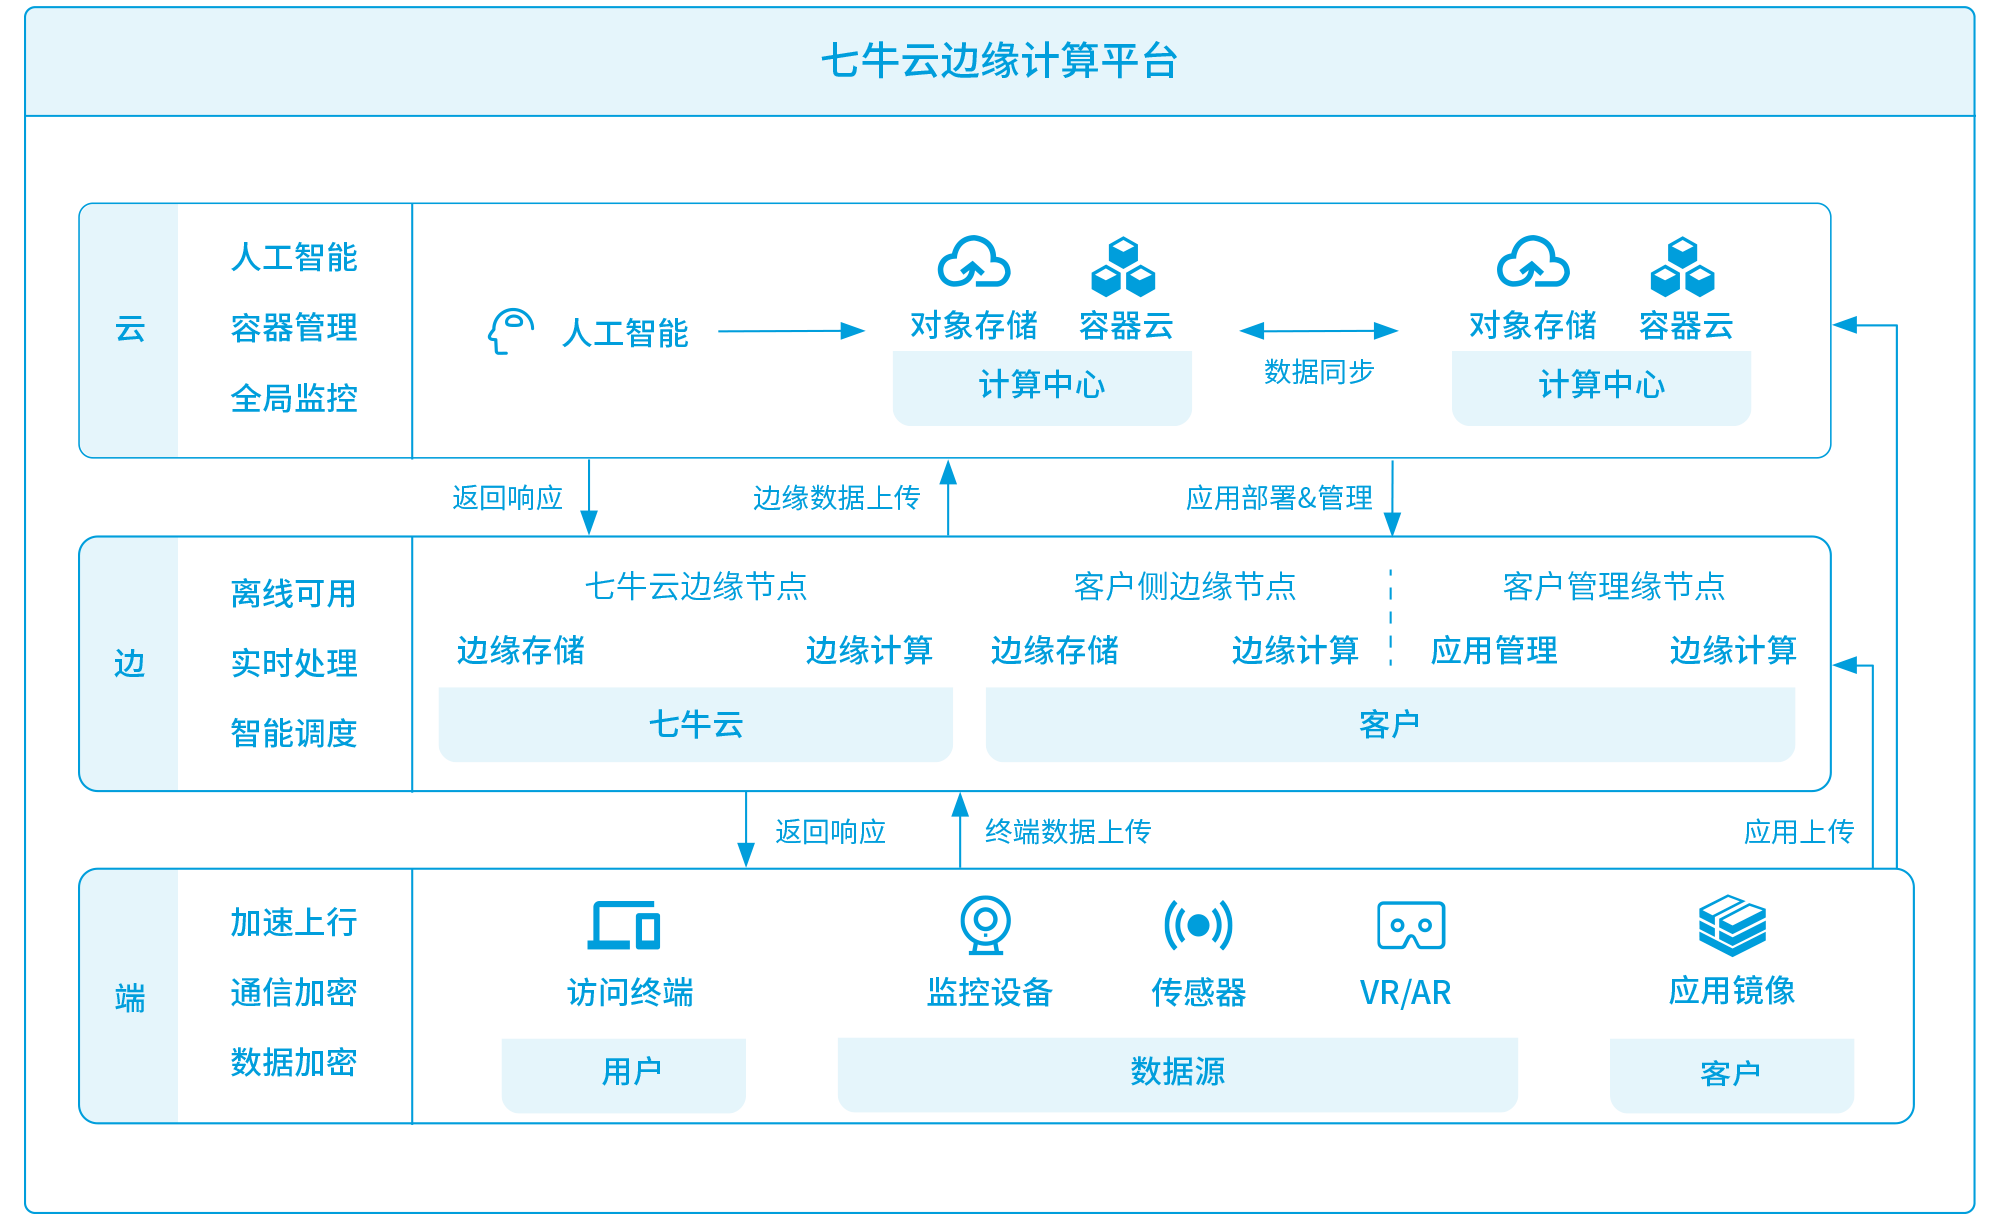 七牛云边缘计算平台
云
人工智能
容器管理
全局监控
人工智能
对象存储
容器云
计算中心
数据同步
对象存储
容器云
计算中心
返回响应
边缘数据上传
应用部署&管理
边
离线可用
实时处理
智能调度
七牛云边缘节点
边缘存储
边缘计算
七牛云
客户侧边缘节点
客户管理缘节点
边缘存储
边缘计算
应用管理
边缘计算
客户
返回响应
终端数据上传
应用上传
端
加速上行
通信加密
数据加密
访问终端
用户
监控设备
传感器
VR/AR
数据源
应用镜像
客户